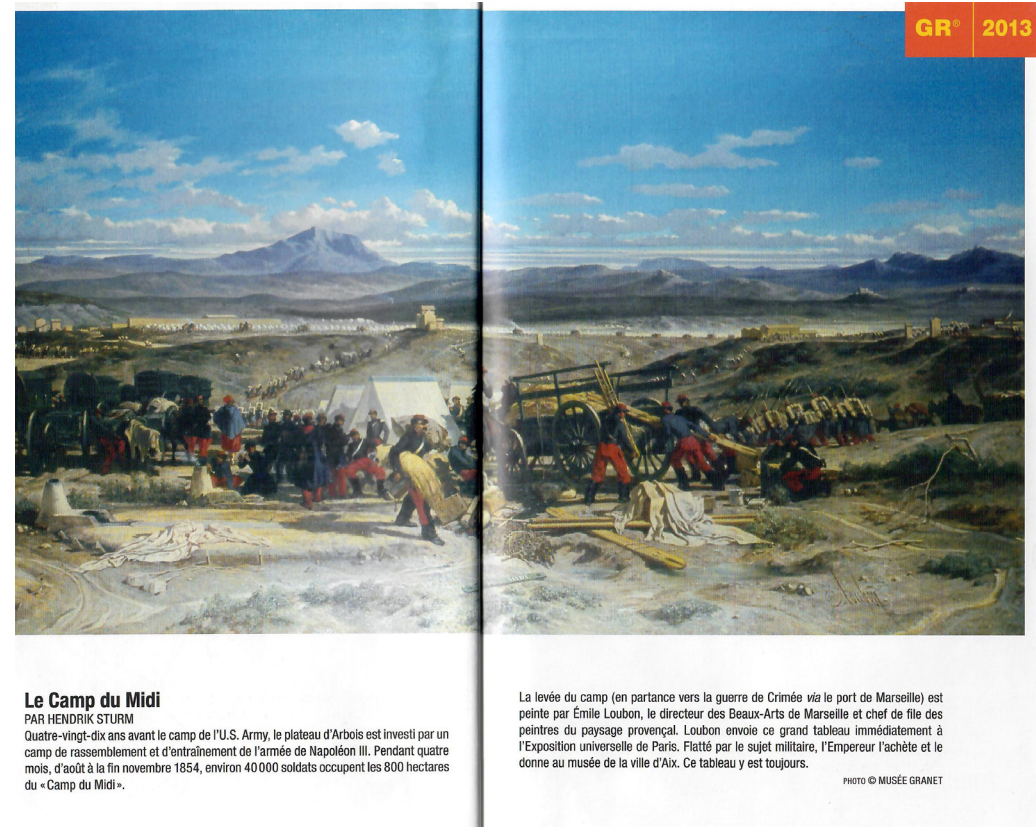 GR® 2013
Le Camp du Midi
PAR HENDRIK STURM
Quatre-vingt-dix ans avant le camp de l'U.S. Army, le plateau d'Arbois est investi par un
camp de rassemblement et d'entraînement de l'armée de Napoléon III. Pendant quatre
mois, d'août à la fin novembre 1854, environ 40 000 soldats occupent les 800 hectares
du « Camp du Midi ».
La levée du camp (en partance vers la guerre de Crimée via le port de Marseille) est
peinte par Émile Loubon, le directeur des Beaux-Arts de Marseille et chef de file des
peintres du paysage provençal. Loubon envoie ce grand tableau immédiatement à
l'Exposition universelle de Paris. Flatté par le sujet militaire, l'Empereur l'achète et le
donne au musée de la ville d'Aix. Ce tableau y est toujours.
PHOTO © MUSÉE GRANET